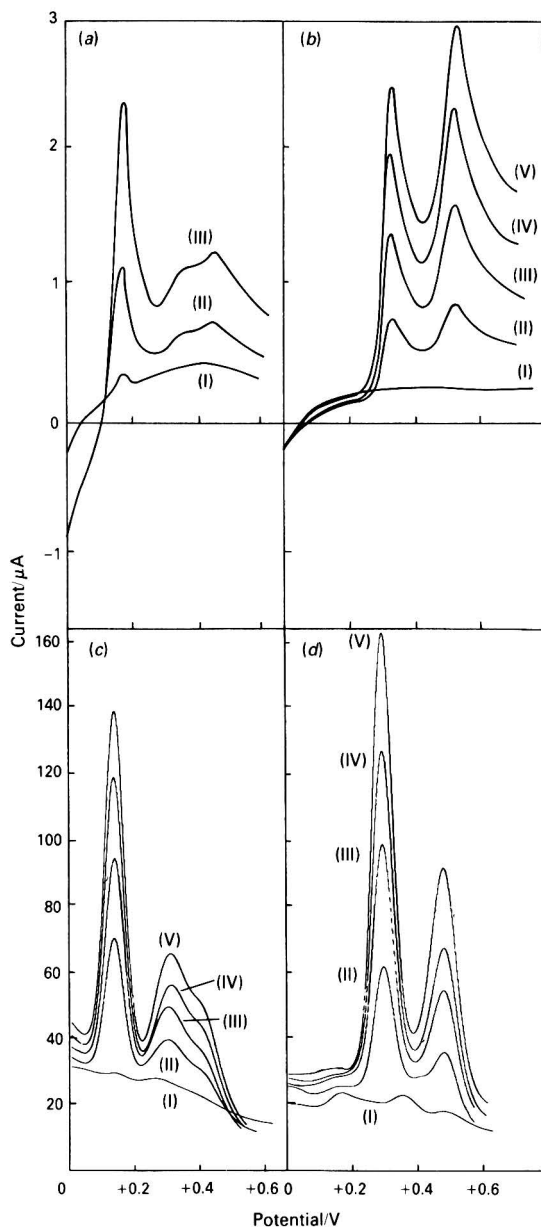 3
(a)
(b)
2
(V)
(III)
(IV)
(III)
1
(II)
(II)
(I)
(I)
0
−1
Current/μA
160
(c)
(V)
(d)
140
(IV)
120
100
(III)
80
(V)
(II)
60
(IV)
(III)
40
(II)
(I)
20
(I)
0 +0.2 +0.4 +0.6 0 +0.2 +0.4 +0.6
Potential/V